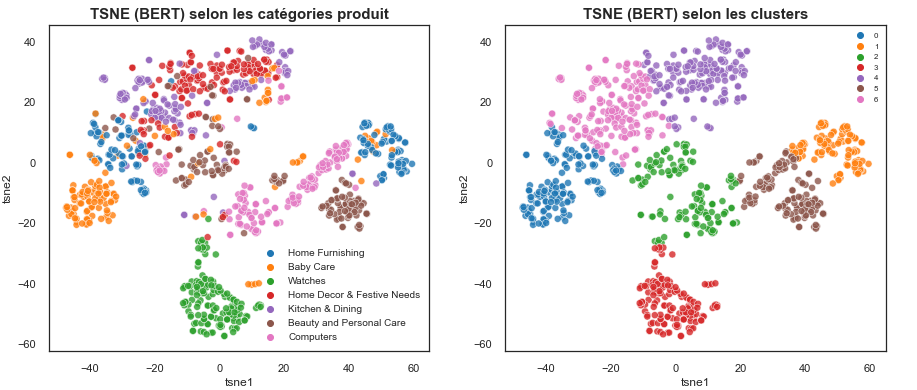 TSNE (BERT) selon les catégories produit
40
20
0
−20
−40
−60
tsne2
−40
−20
0
20
40
60
tsne1
Home Furnishing
Baby Care
Watches
Home Decor & Festive Needs
Kitchen & Dining
Beauty and Personal Care
Computers
TSNE (BERT) selon les clusters
40
20
0
−20
−40
−60
tsne2
−40
−20
0
20
40
60
tsne1
0
1
2
3
4
5
6